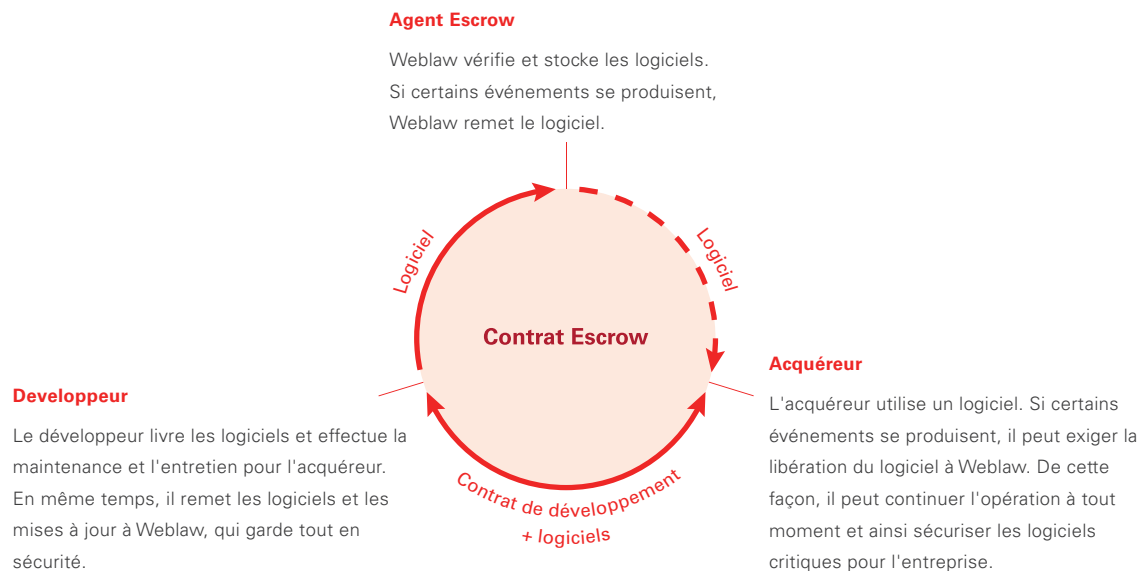 Agent Escrow
Weblaw vérifie et stocke les logiciels.
Si certains événements se produisent,
Weblaw remet le logiciel.
Logiciel
Logiciel
Contrat Escrow
Developpeur
Le développeur livre les logiciels et effectue la
maintenance et l'entretien pour l'acquéreur.
En même temps, il remet les logiciels et les
mises à jour à Weblaw, qui garde tout en
sécurité.
Contrat de développement
+ logiciels
Acquéreur
L'acquéreur utilise un logiciel. Si certains
événements se produisent, il peut exiger la
libération du logiciel à Weblaw. De cette
façon, il peut continuer l'opération à tout
moment et ainsi sécuriser les logiciels
critiques pour l'entreprise.